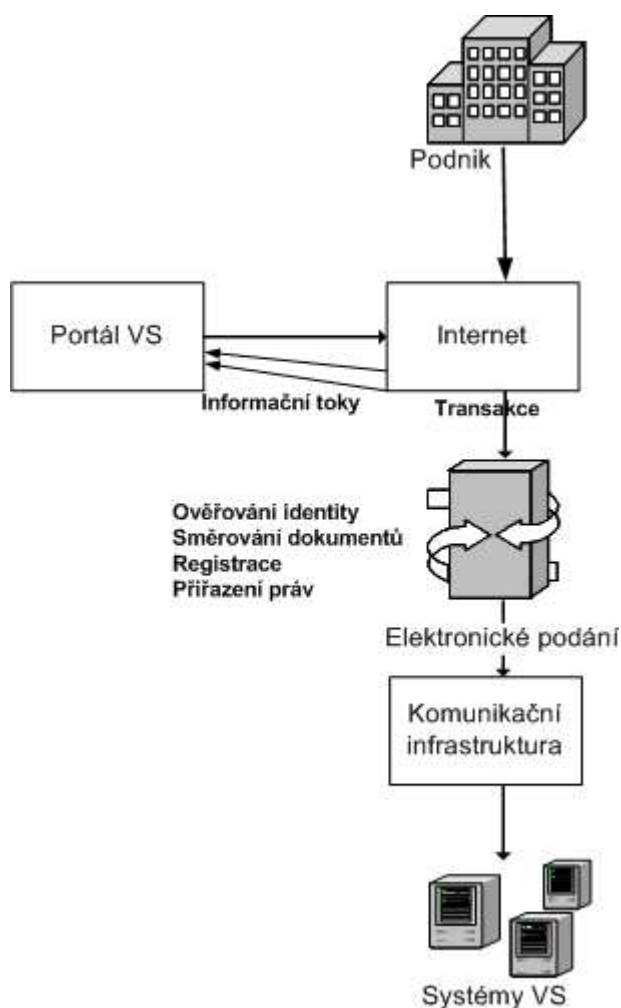 Podnik
Portál VS
Internet
Informační toky
Transakce
Ověřování identity
Směrování dokumentů
Registrace
Přiřazení práv
Elektronické podání
Komunikační
infrastruktura
Systémy VS